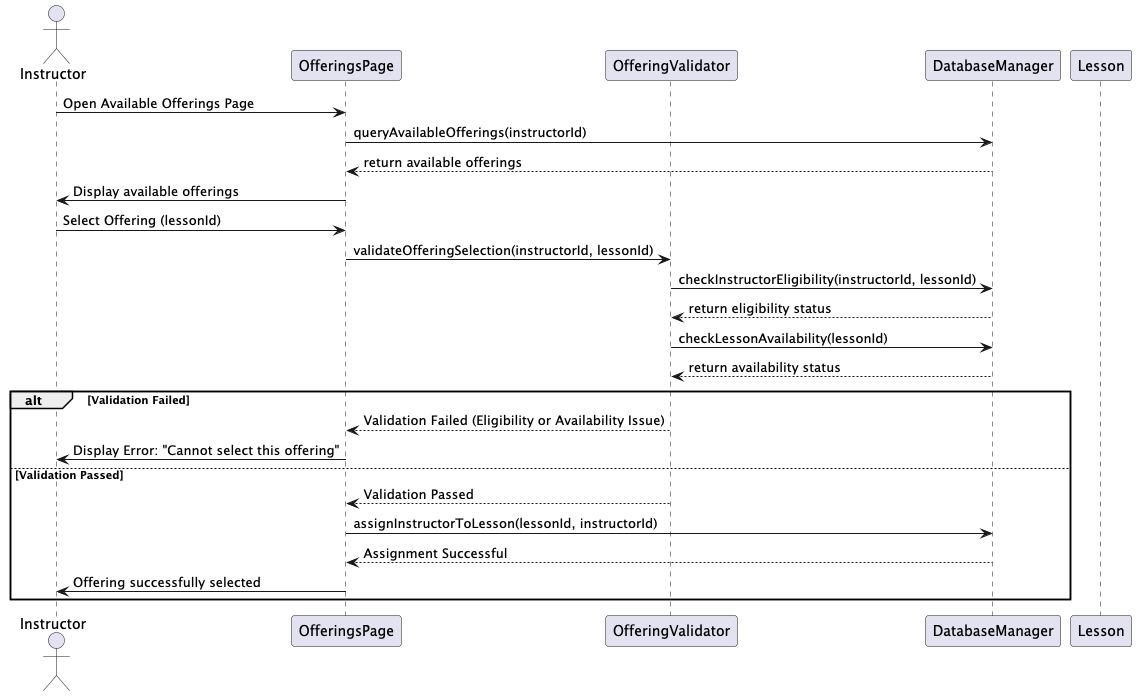 Instructor
OfferingsPage
OfferingValidator
DatabaseManager
Lesson
Open Available Offerings Page
queryAvailableOfferings(instructorId)
return available offerings
Display available offerings
Select Offering (lessonId)
validateOfferingSelection(instructorId, lessonId)
checkInstructorEligibility(instructorId, lessonId)
return eligibility status
checkLessonAvailability(lessonId)
return availability status
alt [Validation Failed]
Validation Failed (Eligibility or Availability Issue)
Display Error: "Cannot select this offering"
[Validation Passed]
Validation Passed
assignInstructorToLesson(lessonId, instructorId)
Assignment Successful
Offering successfully selected
Instructor
OfferingsPage
OfferingValidator
DatabaseManager
Lesson